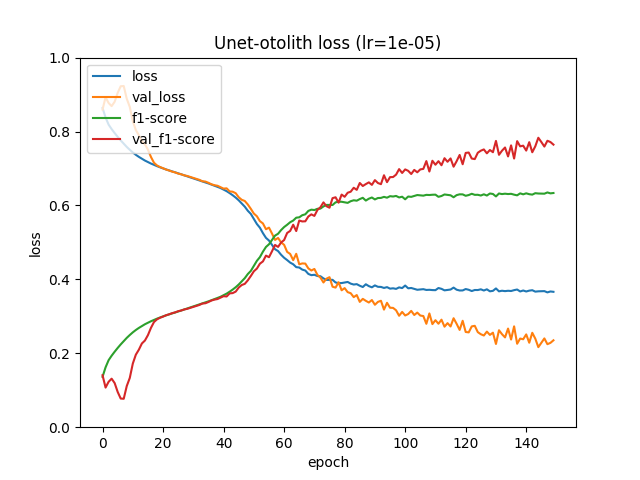 Unet-otolith loss (lr=1e-05)
loss
val_loss
f1-score
val_f1-score
1.0
0.8
0.6
0.4
0.2
0.0
loss
0 20 40 60 80 100 120 140
epoch